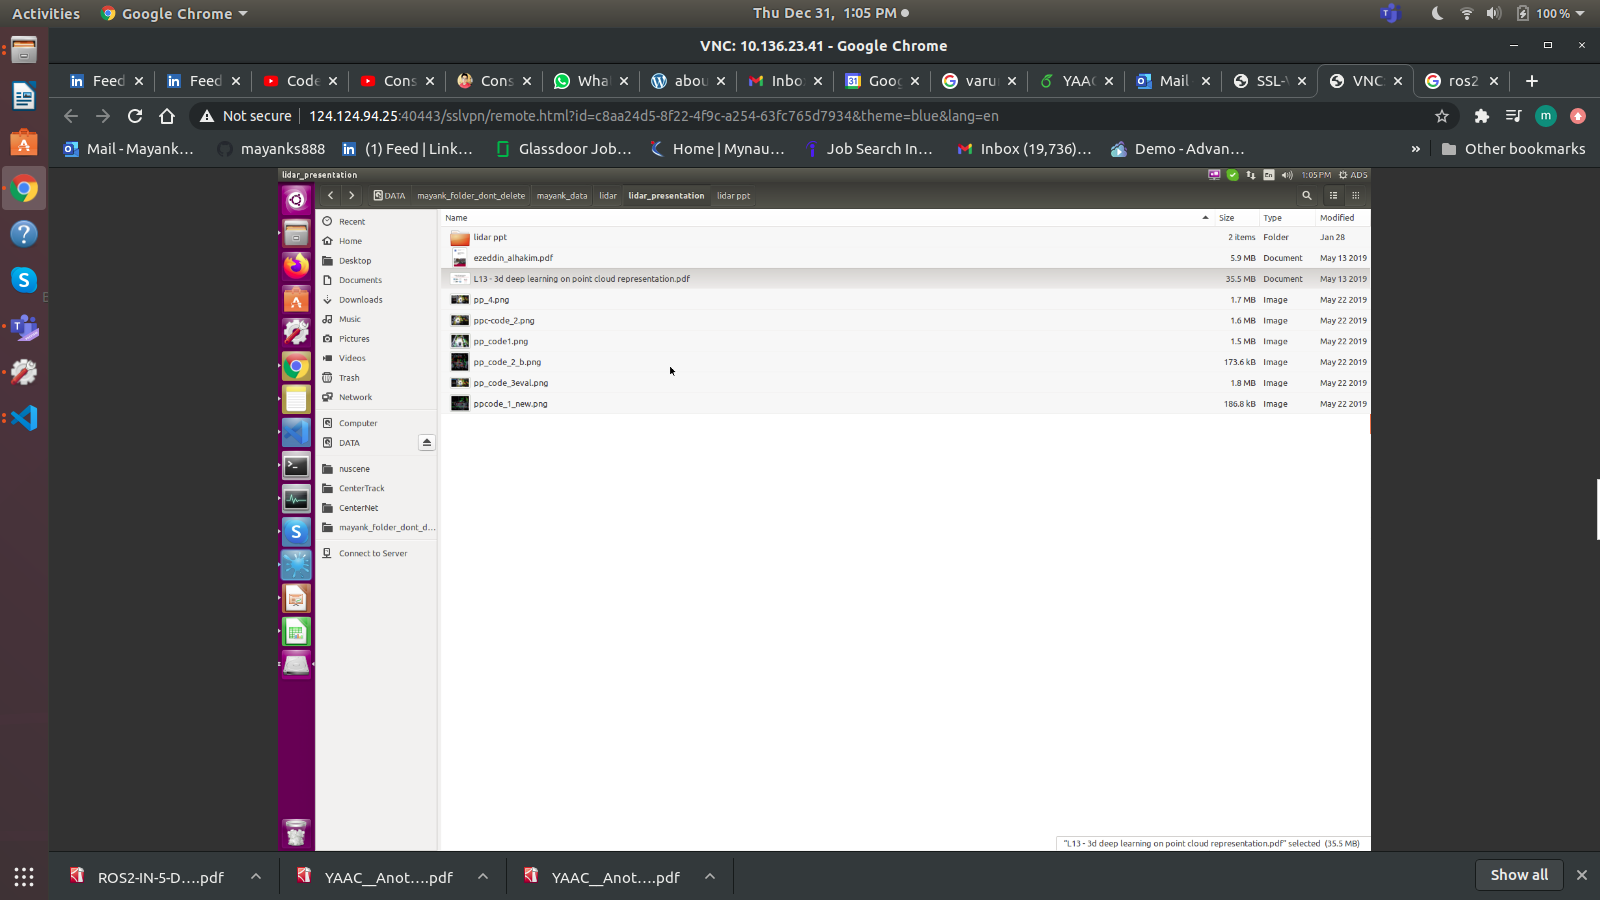 Activities Google Chrome Thu Dec 31, 1:05 PM 100 %
VNC: 10.136.23.41 - Google Chrome
Feed Feed Code Cons Cons What abou Inbo Goog varu YAAC Mail SSL-V VNC: ros2
Not secure 124.124.94.25:40443/sslvpn/remote.html?id=c8aa24d5-8f22-4f9c-a254-63fc765d7934&theme=blue&lang=en m
Mail - Mayank… mayanks888 (1) Feed | Link… Glassdoor Job… Home | Mynau… Job Search In… Inbox (19,736)… Demo - Advan… » Other bookmarks
lidar_presentation En 1:05 PM ADS
DATA mayank_folder_dont_delete mayank_data lidar lidar_presentation lidar ppt
Name Size Type Modified
Recent
Home
Desktop
Documents
Downloads
Music
Pictures
Videos
Trash
Network
Computer
DATA
nuscene
CenterTrack
CenterNet
mayank_folder_dont_d…
Connect to Server
lidar ppt 2 items Folder Jan 28
ezeddin_alhakim.pdf 5.9 MB Document May 13 2019
L13 - 3d deep learning on point cloud representation.pdf 35.5 MB Document May 13 2019
pp_4.png 1.7 MB Image May 22 2019
ppc-code_2.png 1.6 MB Image May 22 2019
pp_code1.png 1.5 MB Image May 22 2019
pp_code_2_b.png 173.6 kB Image May 22 2019
pp_code_3eval.png 1.8 MB Image May 22 2019
ppcode_1_new.png 186.8 kB Image May 22 2019
"L13 - 3d deep learning on point cloud representation.pdf" selected (35.5 MB)
ROS2-IN-5-D….pdf YAAC__Anot….pdf YAAC__Anot….pdf Show all